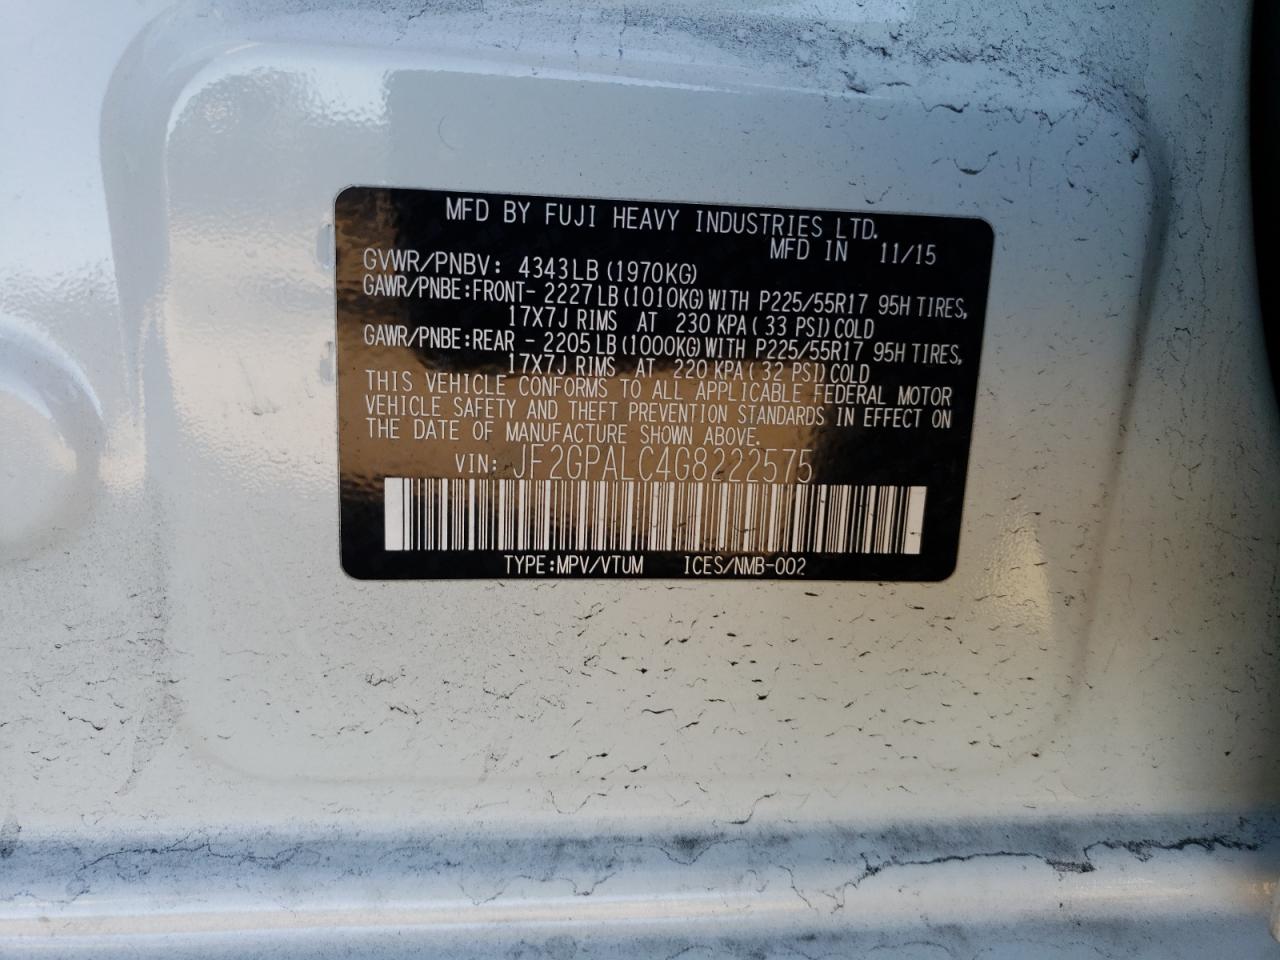 MFD BY FUJI HEAVY INDUSTRIES LTD.
MFD IN 11/15
GVWR/PNBV: 4343LB (1970KG)
GAWR/PNBE:FRONT- 2227LB (1010KG) WITH P225/55R17 95H TIRES,
17X7J RIMS AT 230 KPA ( 33 PSI) COLD
GAWR/PNBE:REAR - 2205LB (1000KG) WITH P225/55R17 95H TIRES,
17X7J RIMS AT 220 KPA ( 32 PSI) COLD
THIS VEHICLE CONFORMS TO ALL APPLICABLE FEDERAL MOTOR
VEHICLE SAFETY AND THEFT PREVENTION STANDARDS IN EFFECT ON
THE DATE OF MANUFACTURE SHOWN ABOVE.
VIN: JF2GPALC4G8222575
TYPE:MPV/VTUM ICES/NMB-002